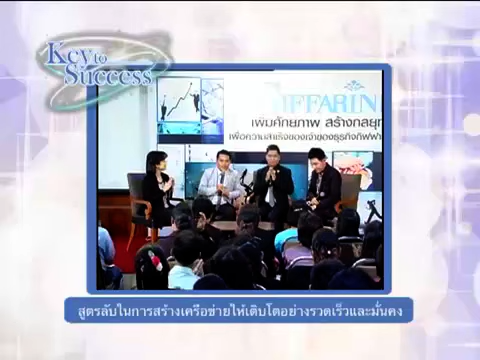 Key to
Success
GIFFARIN
เพิ่มศักยภาพ สร้างกลยุท
เพื่อความสำเร็จของเจ้าของธุรกิจกิฟฟา
สูตรลับในการสร้างเครือข่ายให้เติบโตอย่างรวดเร็วและมั่นคง